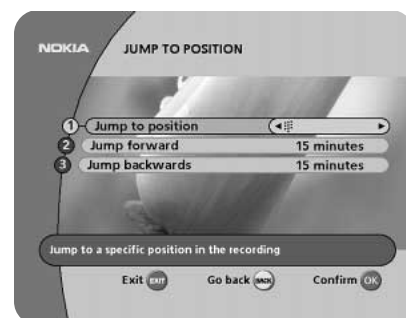 NOKIA JUMP TO POSITION
1 Jump to position
2 Jump forward 15 minutes
3 Jump backwards 15 minutes
Jump to a specific position in the recording
Exit EXIT Go back BACK Confirm OK